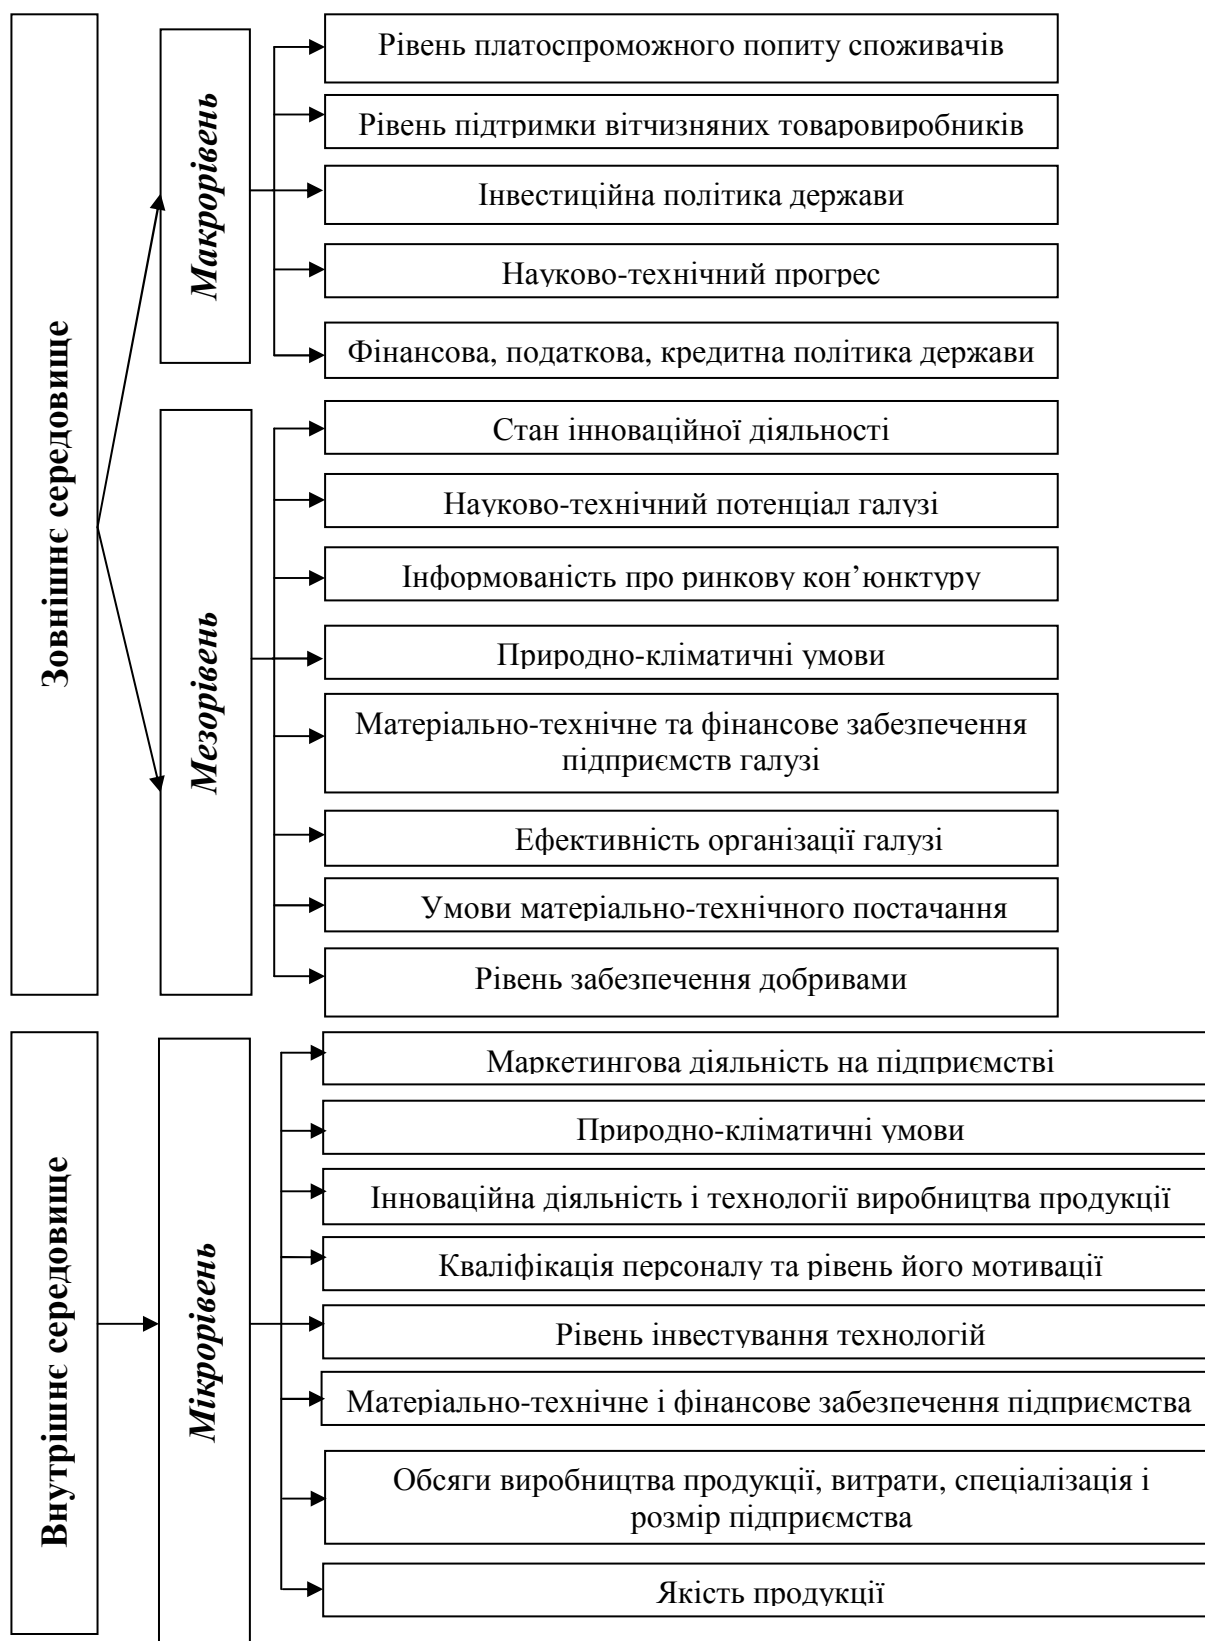 Зовнішнє середовище
Макрорівень
Рівень платоспроможного попиту споживачів
Рівень підтримки вітчизняних товаровиробників
Інвестиційна політика держави
Науково-технічний прогрес
Фінансова, податкова, кредитна політика держави
Мезорівень
Стан інноваційної діяльності
Науково-технічний потенціал галузі
Інформованість про ринкову кон’юнктуру
Природно-кліматичні умови
Матеріально-технічне та фінансове забезпечення
підприємств галузі
Ефективність організації галузі
Умови матеріально-технічного постачання
Рівень забезпечення добривами
Внутрішнє середовище
Мікрорівень
Маркетингова діяльність на підприємстві
Природно-кліматичні умови
Інноваційна діяльність і технології виробництва продукції
Кваліфікація персоналу та рівень його мотивації
Рівень інвестування технологій
Матеріально-технічне і фінансове забезпечення підприємства
Обсяги виробництва продукції, витрати, спеціалізація і
розмір підприємства
Якість продукції